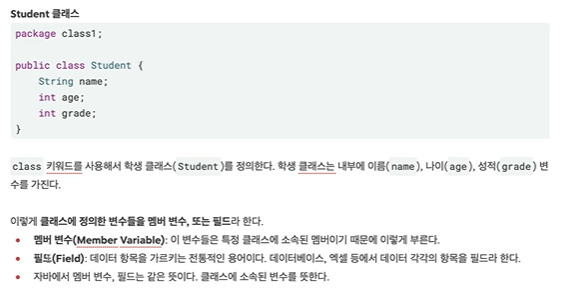 Student 클래스
package class1;
public class Student {
String name;
int age;
int grade;
}
class 키워드를 사용해서 학생 클래스(Student)를 정의한다. 학생 클래스는 내부에 이름(name), 나이(age), 성적(grade) 변
수를 가진다.
이렇게 클래스에 정의한 변수들을 멤버 변수, 또는 필드라 한다.
• 멤버 변수(Member Variable): 이 변수들은 특정 클래스에 소속된 멤버이기 때문에 이렇게 부른다.
• 필드(Field): 데이터 항목을 가르키는 전통적인 용어이다. 데이터베이스, 엑셀 등에서 데이터 각각의 항목을 필드라 한다.
• 자바에서 멤버 변수, 필드는 같은 뜻이다. 클래스에 소속된 변수를 뜻한다.